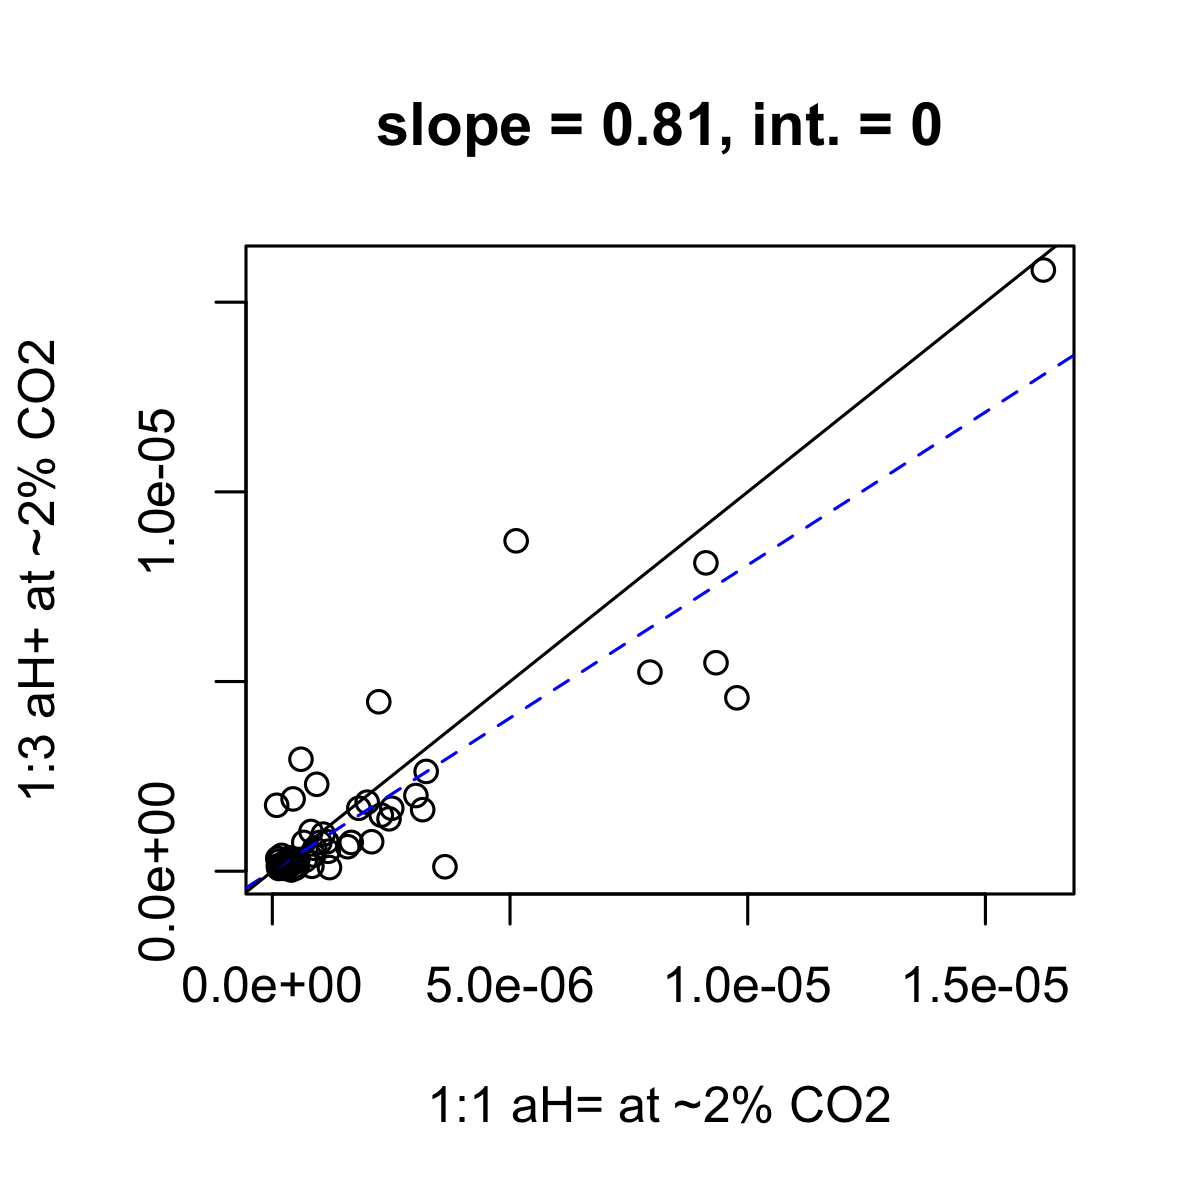 slope = 0.81, int. = 0
1:3 aH+ at ~2% CO2
1.0e-05
0.0e+00
0.0e+00 5.0e-06 1.0e-05 1.5e-05
1:1 aH= at ~2% CO2